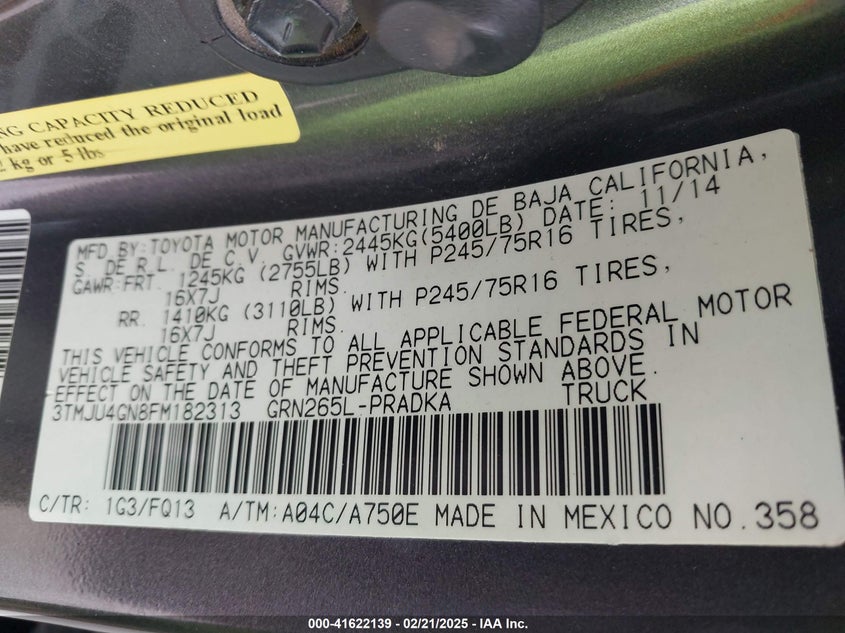 NG CAPACITY REDUCED
have reduced the original load
kg or 5 lbs
MFD BY: TOYOTA MOTOR MANUFACTURING DE BAJA CALIFORNIA,
S. DE R.L. DE C.V. GVWR: 2445KG(5400LB) DATE: 11/14
GAWR:FRT. 1245KG (2755LB) WITH P245/75R16 TIRES,
16X7J RIMS.
RR. 1410KG (3110LB) WITH P245/75R16 TIRES,
16X7J RIMS.
THIS VEHICLE CONFORMS TO ALL APPLICABLE FEDERAL MOTOR
VEHICLE SAFETY AND THEFT PREVENTION STANDARDS IN
EFFECT ON THE DATE OF MANUFACTURE SHOWN ABOVE.
3TMJU4GN8FM182313 GRN265L-PRADKA TRUCK
C/TR: 1G3/FQ13 A/TM:A04C/A750E MADE IN MEXICO NO.358
000-41622139 - 02/21/2025 - IAA Inc.